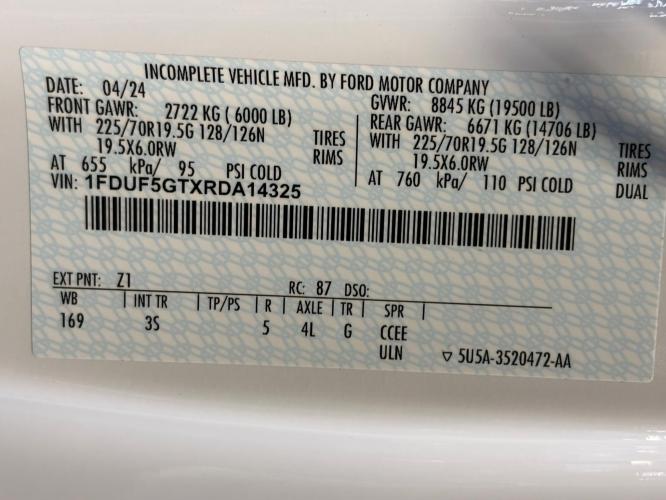 INCOMPLETE VEHICLE MFD. BY FORD MOTOR COMPANY
DATE: 04/24 GVWR: 8845 KG (19500 LB)
FRONT GAWR: 2722 KG ( 6000 LB) REAR GAWR: 6671 KG (14706 LB)
WITH 225/70R19.5G 128/126N TIRES WITH 225/70R19.5G 128/126N TIRES
19.5X6.0RW RIMS 19.5X6.0RW RIMS
AT 655 kPa/ 95 PSI COLD AT 760 kPa/ 110 PSI COLD DUAL
VIN: 1FDUF5GTXRDA14325
EXT PNT: Z1 RC: 87 DSO:
WB INT TR TP/PS R AXLE TR SPR
169 3S 5 4L G CCEE
ULN ▽ 5U5A-3520472-AA